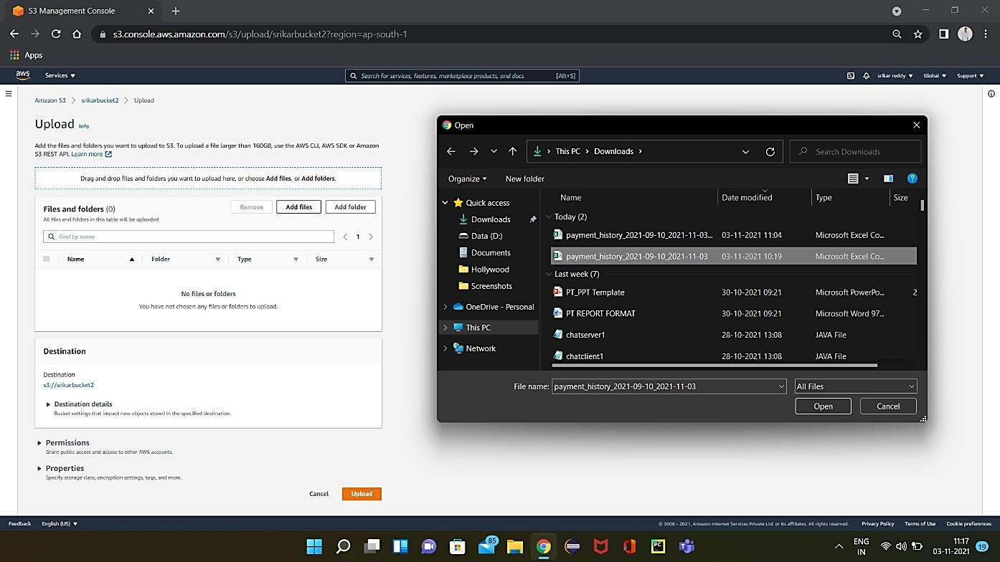 S3 Management Console
s3.console.aws.amazon.com/s3/upload/srikarbucket2?region=ap-south-1
Apps
aws Services Search for services, features, marketplace products, and docs [Alt+S] srikar reddy Global Support
Amazon S3 srikarbucket2 Upload
Upload Info
Add the files and folders you want to upload to S3. To upload a file larger than 160GB, use the AWS CLI, AWS SDK or Amazon
S3 REST API. Learn more
Drag and drop files and folders you want to upload here, or choose Add files, or Add folders.
Files and folders (0)
All files and folders in this table will be uploaded.
Remove Add files Add folder
Find by name 1
Name Folder Type Size
No files or folders
You have not chosen any files or folders to upload.
Destination
Destination
s3://srikarbucket2
Destination details
Bucket settings that impact new objects stored in the specified destination.
Permissions
Grant public access and access to other AWS accounts.
Properties
Specify storage class, encryption settings, tags, and more.
Cancel Upload
Open
This PC Downloads Search Downloads
Organize New folder ?
Quick access
Downloads
Data (D:)
Documents
Hollywood
Screenshots
OneDrive - Personal
This PC
Network
Name Date modified Type Size
Today (2)
payment_history_2021-09-10_2021-11-03... 03-11-2021 11:04 Microsoft Excel Co...
payment_history_2021-09-10_2021-11-03 03-11-2021 10:19 Microsoft Excel Co...
Last week (7)
PT_PPT Template 30-10-2021 09:21 Microsoft PowerPo... 2
PT REPORT FORMAT 30-10-2021 09:21 Microsoft Word 97...
chatserver1 28-10-2021 13:08 JAVA File
chatclient1 28-10-2021 13:08 JAVA File
File name: payment_history_2021-09-10_2021-11-03 All Files
Open Cancel
Feedback English (US) © 2008 - 2021, Amazon Internet Services Private Ltd. or its affiliates. All rights reserved. Privacy Policy Terms of Use Cookie preferences
85
PC
ENG
IN
11:17
03-11-2021
19